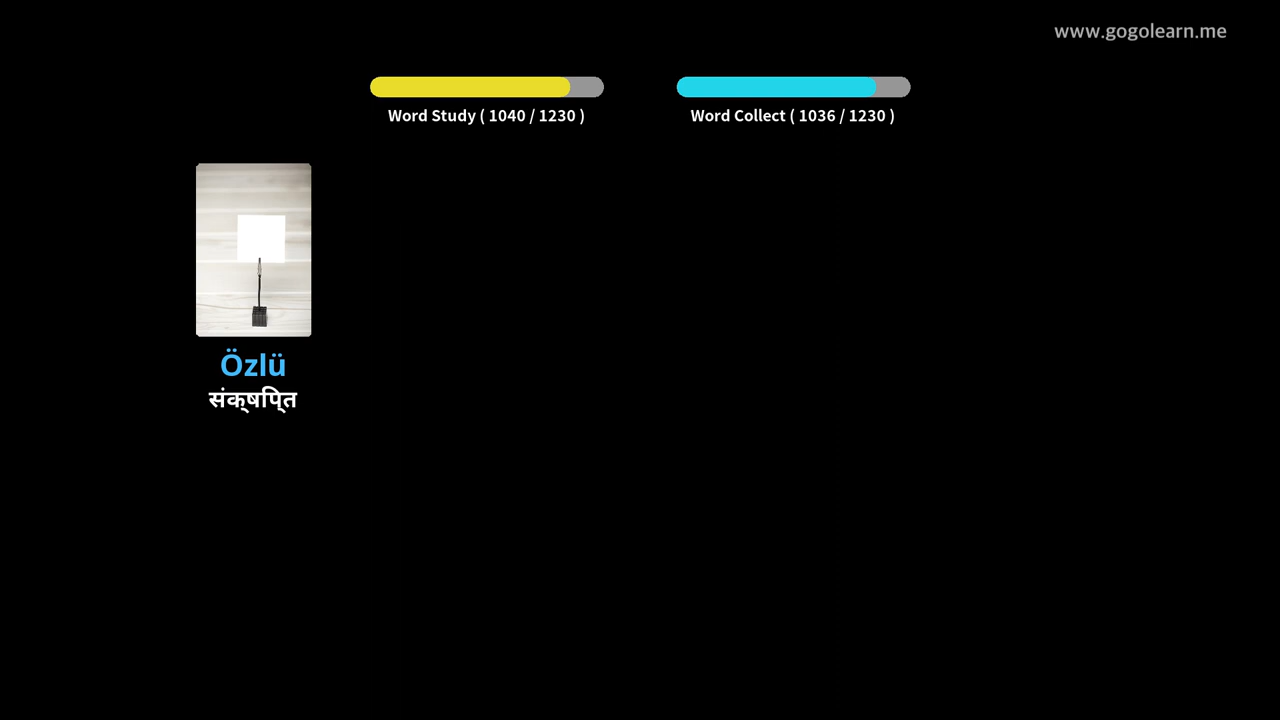 www.gogolearn.me
Word Study ( 1040 / 1230 )
Word Collect ( 1036 / 1230 )
Özlü
संक्षिप्त